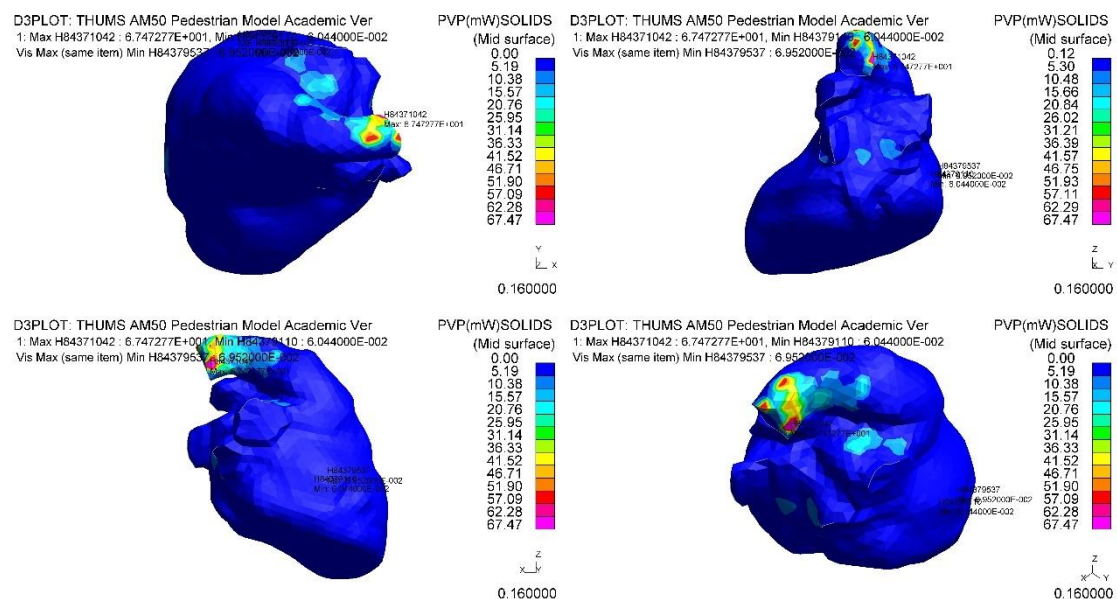 D3PLOT: THUMS AM50 Pedestrian Model Academic Ver
PVP(mW)SOLIDS
1: Max H84371042 : 6.747277E+001, Min H84379110 : 6.044000E-002
(Mid surface)
Vis Max (same item) Min H84379537 : 6.952000E-002
0.00
5.19
10.38
15.57
20.76
25.95
31.14
36.33
41.52
46.71
51.90
57.09
62.28
67.47
H84371042
Max: 6.747277E+001
Y
Z X
0.160000
D3PLOT: THUMS AM50 Pedestrian Model Academic Ver
PVP(mW)SOLIDS
1: Max H84371042 : 6.747277E+001, Min H84379110 : 6.044000E-002
(Mid surface)
Vis Max (same item) Min H84379537 : 6.952000E-002
0.12
5.30
10.48
15.66
20.84
26.02
31.21
36.39
41.57
46.75
51.93
57.11
62.29
67.47
Z
X Y
0.160000
D3PLOT: THUMS AM50 Pedestrian Model Academic Ver
PVP(mW)SOLIDS
1: Max H84371042 : 6.747277E+001, Min H84379110 : 6.044000E-002
(Mid surface)
Vis Max (same item) Min H84379537 : 6.952000E-002
0.00
5.19
10.38
15.57
20.76
25.95
31.14
36.33
41.52
46.71
51.90
57.09
62.28
67.47
H84379537
Z
X Y
0.160000
D3PLOT: THUMS AM50 Pedestrian Model Academic Ver
PVP(mW)SOLIDS
1: Max H84371042 : 6.747277E+001, Min H84379110 : 6.044000E-002
(Mid surface)
Vis Max (same item) Min H84379537 : 6.952000E-002
0.00
5.19
10.38
15.57
20.76
25.95
31.14
36.33
41.52
46.71
51.90
57.09
62.28
67.47
Z
X Y
0.160000